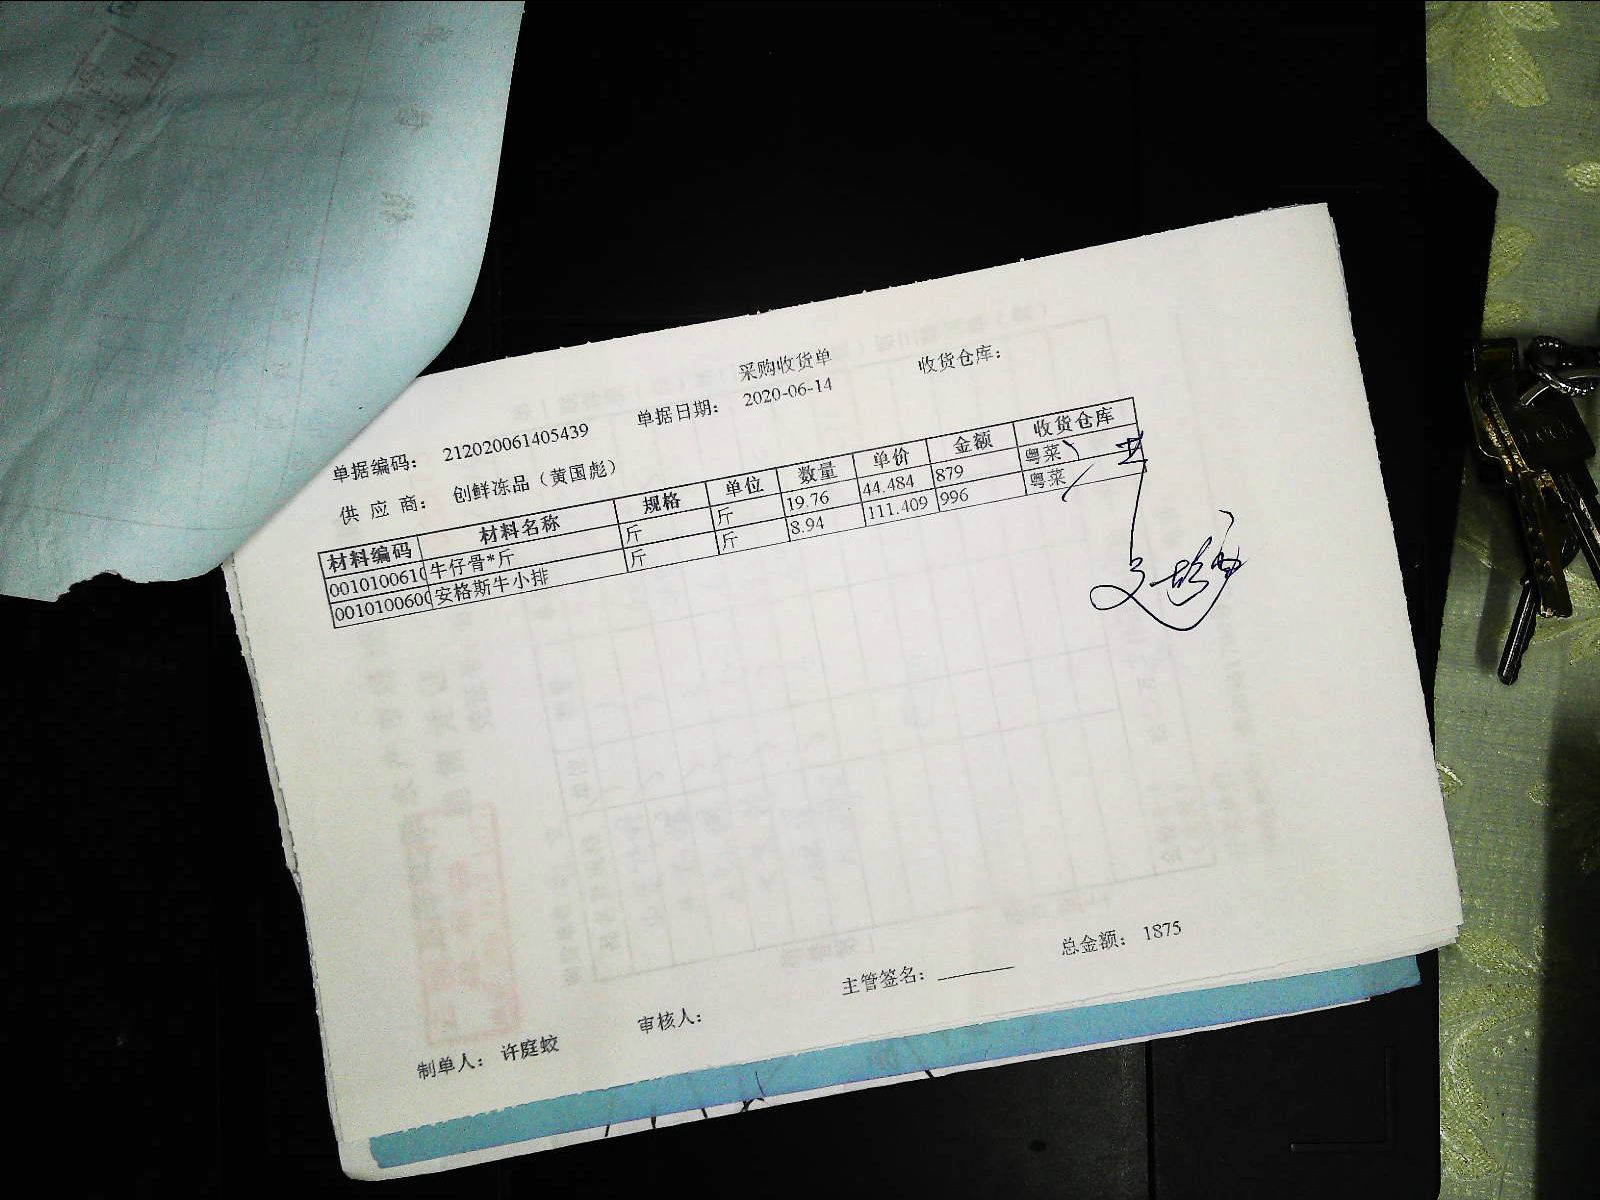 采购收货单
单据编码: 212020061405439 单据日期: 2020-06-14 收货仓库:
供 应 商: 创鲜冻品（黄国彪）
材料编码 材料名称 规格 单位 数量 单价 金额 收货仓库
0010100610 牛仔骨*斤 斤 斤 19.76 44.484 879 粤菜
0010100600 安格斯牛小排 斤 斤 8.94 111.409 996 粤菜
总金额: 1875
制单人: 许庭蛟 审核人: 主管签名: